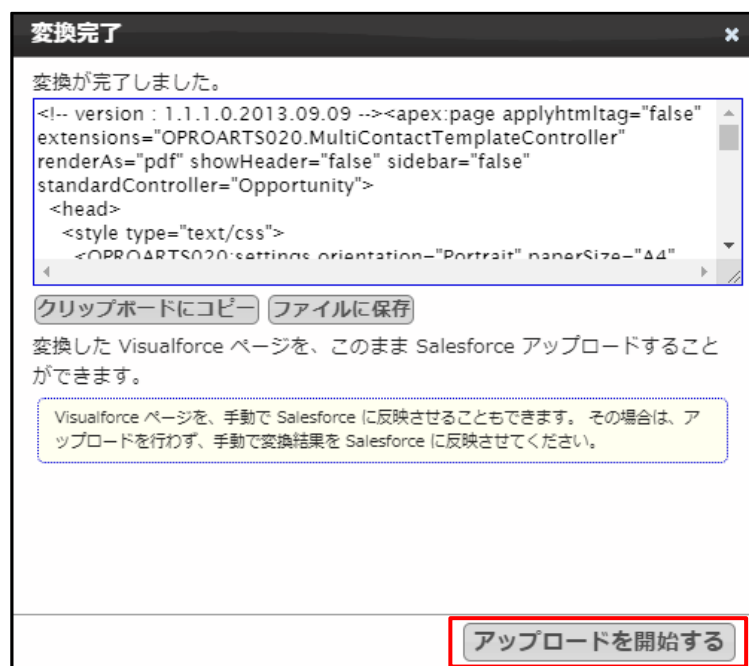 変換完了
×
変換が完了しました。
<!-- version : 1.1.1.0.2013.09.09 --><apex:page applyhtmltag="false"
extensions="OPROARTS020.MultiContactTemplateController"
renderAs="pdf" showHeader="false" sidebar="false"
standardController="Opportunity">
<head>
<style type="text/css">
<OPROARTS020:settings orientation="Portrait" paperSize="A4"
クリップボードにコピー ファイルに保存
変換した Visualforce ページを、このまま Salesforce アップロードすること
ができます。
Visualforce ページを、手動で Salesforce に反映させることもできます。 その場合は、ア
ップロードを行わず、手動で変換結果を Salesforce に反映させてください。
アップロードを開始する